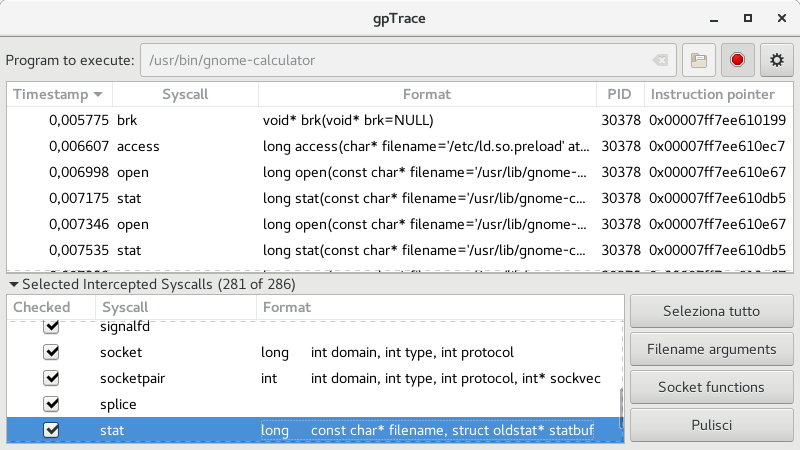 gpTrace
Program to execute: /usr/bin/gnome-calculator
Timestamp Syscall Format PID Instruction pointer
0,005775 brk void* brk(void* brk=NULL) 30378 0x00007ff7ee610199
0,006607 access long access(char* filename='/etc/ld.so.preload' at... 30378 0x00007ff7ee610ec7
0,006998 open long open(const char* filename='/usr/lib/gnome-... 30378 0x00007ff7ee610e67
0,007175 stat long stat(const char* filename='/usr/lib/gnome-c... 30378 0x00007ff7ee610db5
0,007346 open long open(const char* filename='/usr/lib/gnome-... 30378 0x00007ff7ee610e67
0,007535 stat long stat(const char* filename='/usr/lib/gnome-c... 30378 0x00007ff7ee610db5
Selected Intercepted Syscalls (281 of 286)
Checked Syscall Format
signalfd
socket long int domain, int type, int protocol
socketpair int int domain, int type, int protocol, int* sockvec
splice
stat long const char* filename, struct oldstat* statbuf
Seleziona tutto
Filename arguments
Socket functions
Pulisci